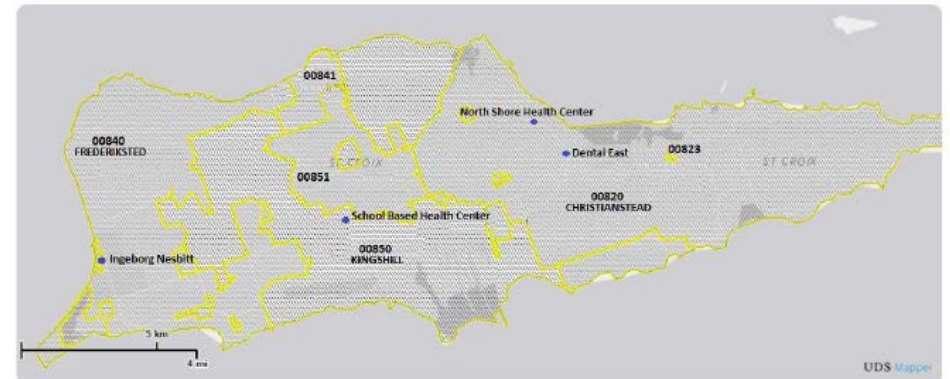 00841
North Shore Health Center
00840
FREDERIKSTED
Dental East
00823
ST CROIX
ST CROIX
00851
00820
CHRISTIANSTEAD
School Based Health Center
00850
KINGSHILL
Ingeborg Nesbitt
5 km
4 mi
UDS Mapper